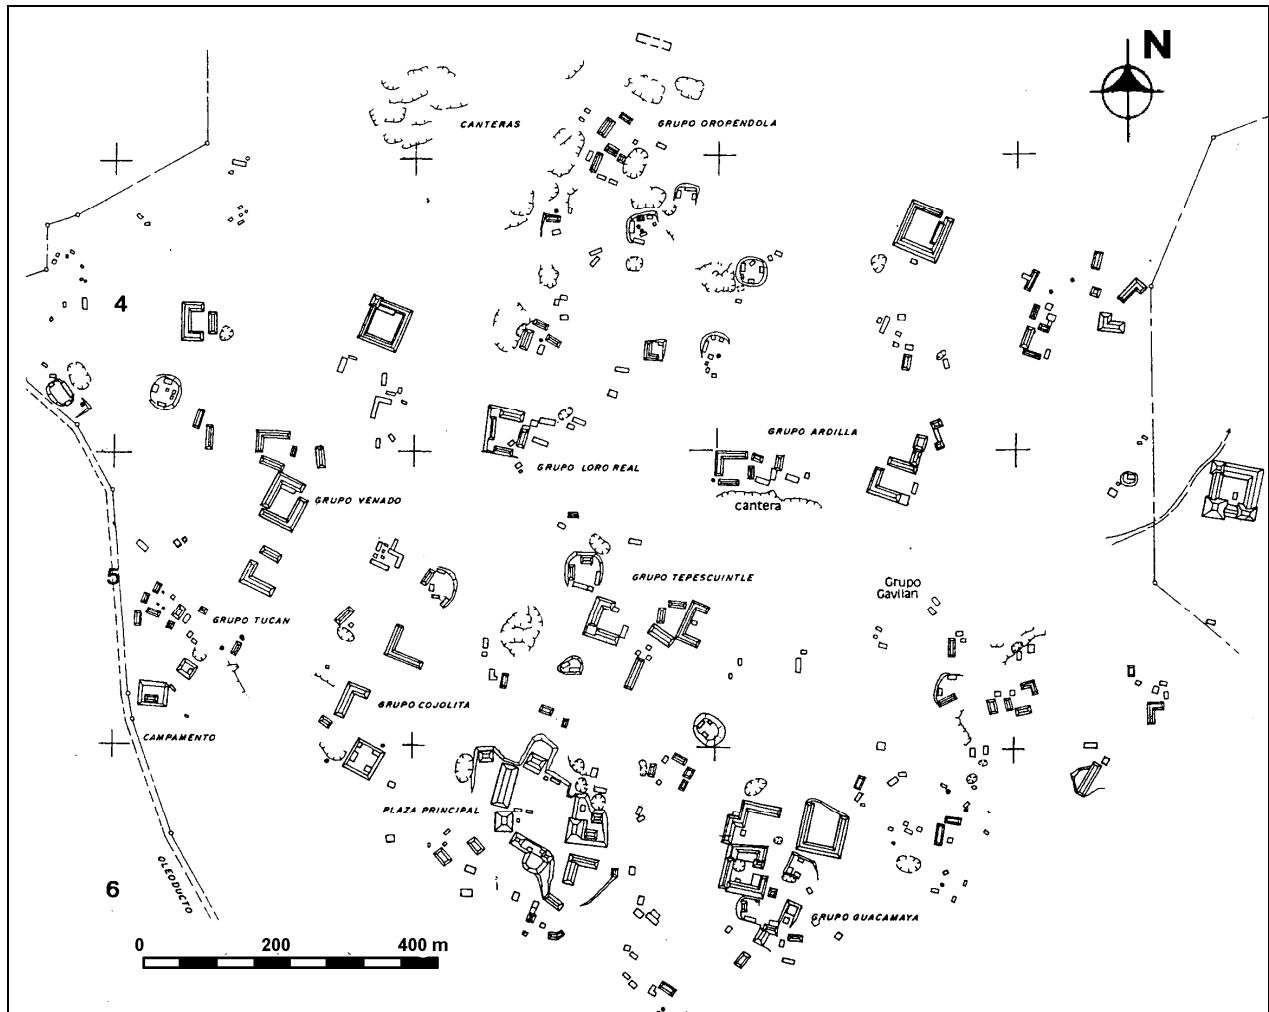 N
CANTERAS
GRUPO OROPENDOLA
4
GRUPO ARDILLA
GRUPO LORO REAL
GRUPO VENADO
cantera
5
GRUPO TEPESCUINTLE
Grupo
Gavilan
GRUPO TUCAN
GRUPO COJOLITA
CAMPAMENTO
PLAZA PRINCIPAL
OLEODUCTO
6
GRUPO GUACAMAYA
0 200 400 m